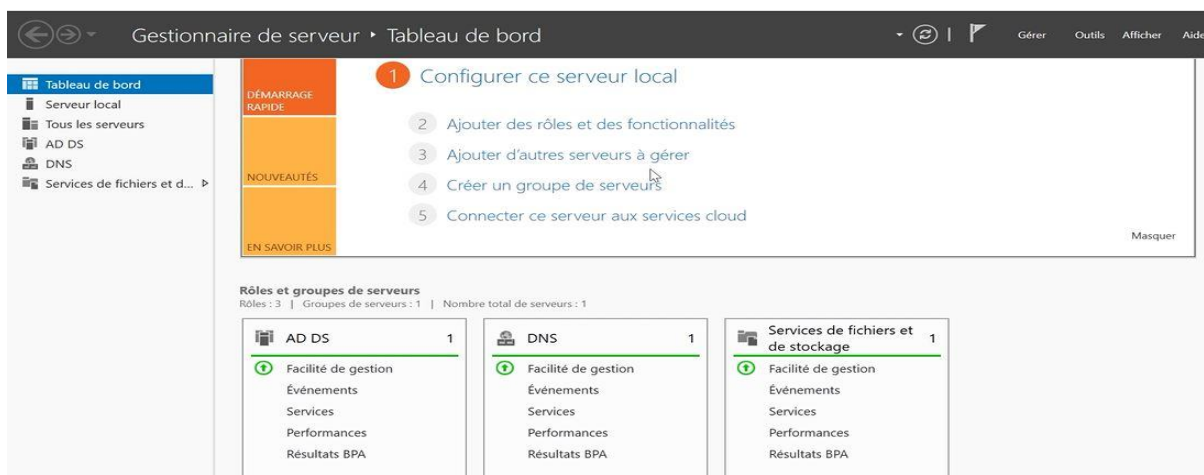 Gestionnaire de serveur ‣ Tableau de bord
Gérer Outils Afficher Aide
Tableau de bord
Serveur local
Tous les serveurs
AD DS
DNS
Services de fichiers et d...
DÉMARRAGE RAPIDE
NOUVEAUTÉS
EN SAVOIR PLUS
1 Configurer ce serveur local
2 Ajouter des rôles et des fonctionnalités
3 Ajouter d'autres serveurs à gérer
4 Créer un groupe de serveurs
5 Connecter ce serveur aux services cloud
Masquer
Rôles et groupes de serveurs
Rôles : 3 | Groupes de serveurs : 1 | Nombre total de serveurs : 1
AD DS 1
Facilité de gestion
Événements
Services
Performances
Résultats BPA
DNS 1
Facilité de gestion
Événements
Services
Performances
Résultats BPA
Services de fichiers et de stockage 1
Facilité de gestion
Événements
Services
Performances
Résultats BPA